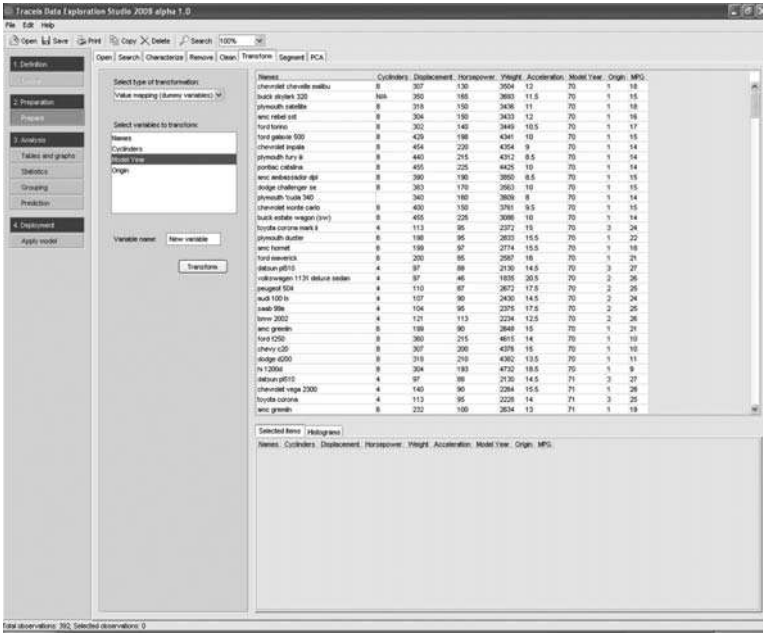 Traceis Data Exploration Studio 2008 alpha 1.0
File Edit Help
Open Save Print Copy Delete Search 100%
Open Search Characterize Remove Clean Transform Segment PCA
1. Definition
2. Preparation
Prepare
3. Analysis
Tables and graphs
Statistics
Grouping
Prediction
4. Deployment
Apply model
Select type of transformation:
Value mapping (dummy variables)
Select variables to transform:
Names
Cyclinders
Model Year
Origin
Variable name: New variable
Transform
Names Cyclinders Displacement Horsepower Weight Acceleration Model Year Origin MPG
chevrolet chevelle malibu 8 307 130 3504 12 70 1 18
buick skylark 320 N/A 350 165 3693 11.5 70 1 15
plymouth satellite 8 318 150 3436 11 70 1 18
amc rebel sst 8 304 150 3433 12 70 1 16
ford torino 8 302 140 3449 10.5 70 1 17
ford galaxie 500 8 429 198 4341 10 70 1 15
chevrolet impala 8 454 220 4354 9 70 1 14
plymouth fury iii 8 440 215 4312 8.5 70 1 14
pontiac catalina 8 455 225 4425 10 70 1 14
amc ambassador dpl 8 390 190 3850 8.5 70 1 15
dodge challenger se 8 383 170 3563 10 70 1 15
plymouth 'cuda 340 340 160 3609 8 70 1 14
chevrolet monte carlo 8 400 150 3761 9.5 70 1 15
buick estate wagon (sw) 8 455 225 3086 10 70 1 14
toyota corona mark ii 4 113 95 2372 15 70 3 24
plymouth duster 6 198 95 2833 15.5 70 1 22
amc hornet 6 199 97 2774 15.5 70 1 18
ford maverick 6 200 85 2587 16 70 1 21
datsun pl510 4 97 88 2130 14.5 70 3 27
volkswagen 1131 deluxe sedan 4 97 46 1835 20.5 70 2 26
peugeot 504 4 110 87 2672 17.5 70 2 25
audi 100 ls 4 107 90 2430 14.5 70 2 24
saab 99e 4 104 95 2375 17.5 70 2 25
bmw 2002 4 121 113 2234 12.5 70 2 26
amc gremlin 6 199 90 2648 15 70 1 21
ford f250 8 360 215 4615 14 70 1 10
chevy c20 8 307 200 4376 15 70 1 10
dodge d200 8 318 210 4382 13.5 70 1 11
hi 1200d 8 304 193 4732 18.5 70 1 9
datsun pl510 4 97 88 2130 14.5 71 3 27
chevrolet vega 2300 4 140 90 2264 15.5 71 1 28
toyota corona 4 113 95 2228 14 71 3 25
amc gremlin 6 232 100 2634 13 71 1 19
Selected items Histograms
Names Cyclinders Displacement Horsepower Weight Acceleration Model Year Origin MPG
Total observations: 392, Selected observations: 0